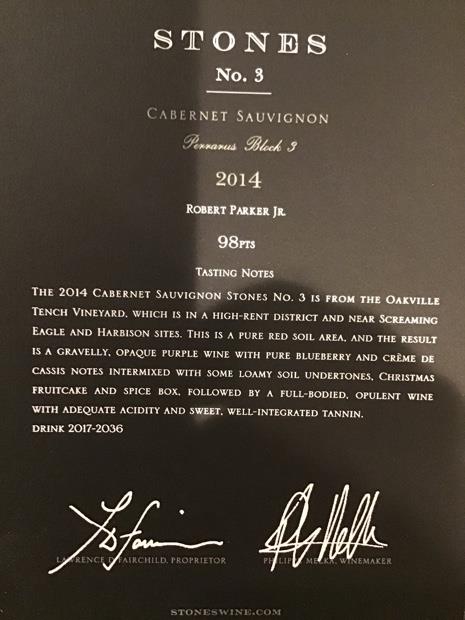 STONES
No. 3
CABERNET SAUVIGNON
Perrarus Block 3
2014
ROBERT PARKER JR.
98PTS
TASTING NOTES
THE 2014 CABERNET SAUVIGNON STONES NO. 3 IS FROM THE OAKVILLE
TENCH VINEYARD, WHICH IS IN A HIGH-RENT DISTRICT AND NEAR SCREAMING
EAGLE AND HARBISON SITES. THIS IS A PURE RED SOIL AREA, AND THE RESULT
IS A GRAVELLY, OPAQUE PURPLE WINE WITH PURE BLUEBERRY AND CRÈME DE
CASSIS NOTES INTERMIXED WITH SOME LOAMY SOIL UNDERTONES, CHRISTMAS
FRUITCAKE AND SPICE BOX, FOLLOWED BY A FULL-BODIED, OPULENT WINE
WITH ADEQUATE ACIDITY AND SWEET, WELL-INTEGRATED TANNIN.
DRINK 2017-2036
LAWRENCE D FAIRCHILD, PROPRIETOR
PHILIPPE MELKA, WINEMAKER
STONESWINE.COM